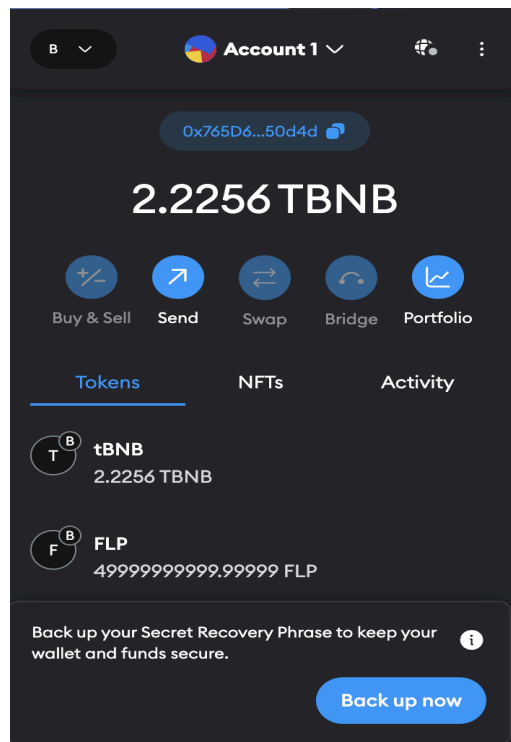 B
Account 1
0x765D6...50d4d
2.2256 TBNB
Buy & Sell Send Swap Bridge Portfolio
Tokens NFTs Activity
T B tBNB
2.2256 TBNB
F B FLP
49999999999.99999 FLP
Back up your Secret Recovery Phrase to keep your
wallet and funds secure.
Back up now